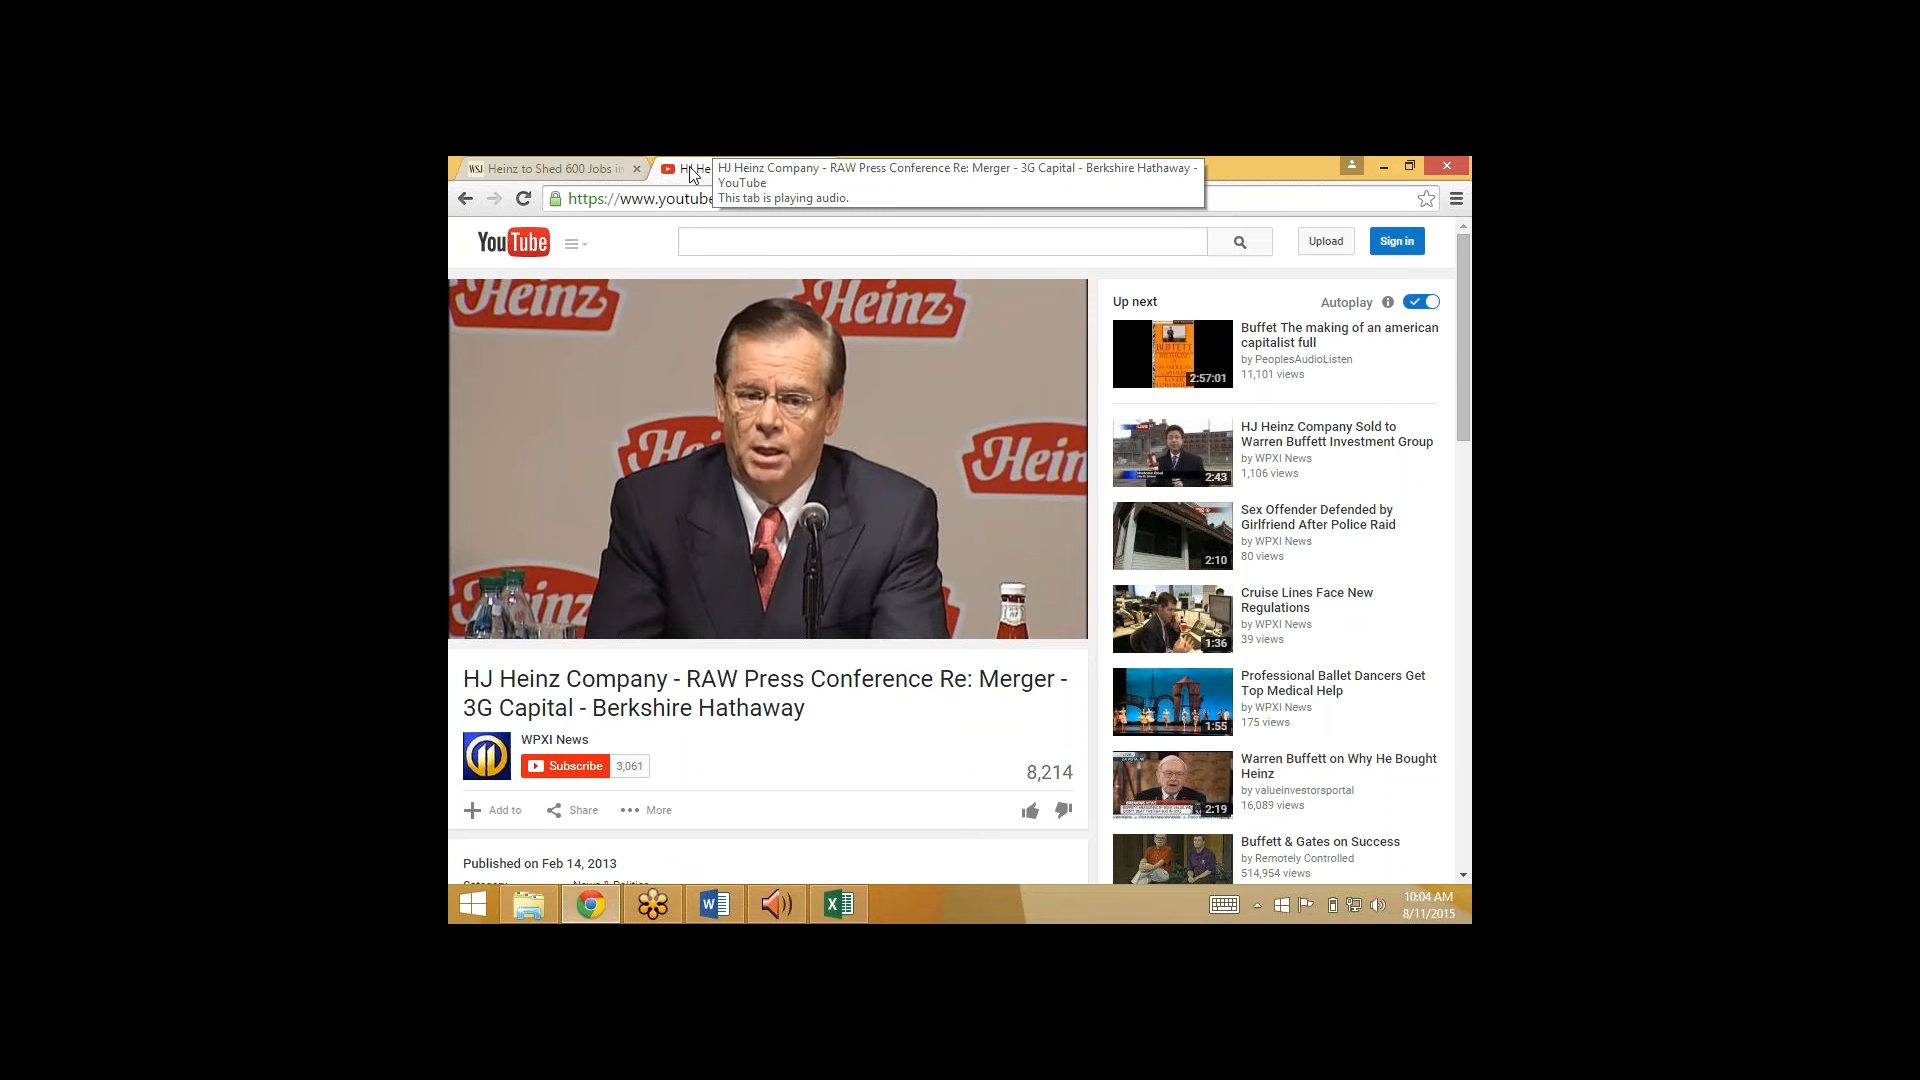 WSJ Heinz to Shed 600 Jobs in
HJ Heinz Company - RAW Press Conference Re: Merger - 3G Capital - Berkshire Hathaway -
YouTube
This tab is playing audio.
https://www.youtube
YouTube
Upload
Sign in
Heinz
Heinz
Hein
Up next
Autoplay
BUFFETT
2:57:01
Buffet The making of an american
capitalist full
by PeoplesAudioListen
11,101 views
2:43
HJ Heinz Company Sold to
Warren Buffett Investment Group
by WPXI News
1,106 views
2:10
Sex Offender Defended by
Girlfriend After Police Raid
by WPXI News
80 views
1:36
Cruise Lines Face New
Regulations
by WPXI News
39 views
1:55
Professional Ballet Dancers Get
Top Medical Help
by WPXI News
175 views
2:19
Warren Buffett on Why He Bought
Heinz
by valueinvestorsportal
16,089 views
Buffett & Gates on Success
by Remotely Controlled
514,954 views
HJ Heinz Company - RAW Press Conference Re: Merger -
3G Capital - Berkshire Hathaway
WPXI News
Subscribe 3,061
8,214
Add to Share More
Published on Feb 14, 2013
10:04 AM
8/11/2015